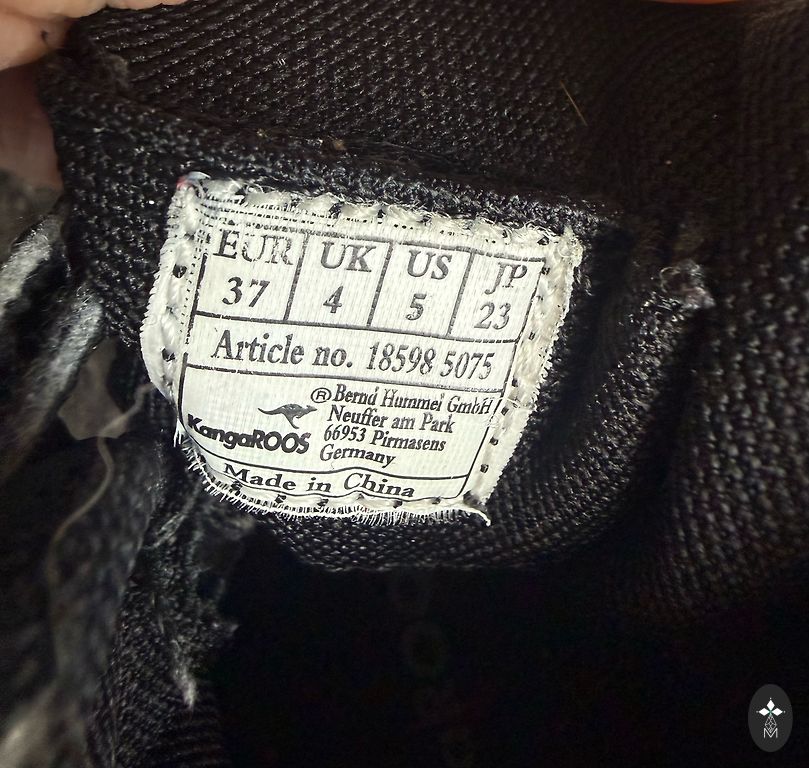 EUR UK US JP
37 4 5 23
Article no. 18598 5075
® Bernd Hummel GmbH
Neuffer am Park
66953 Pirmasens
Germany
KangaROOS
Made in China
M